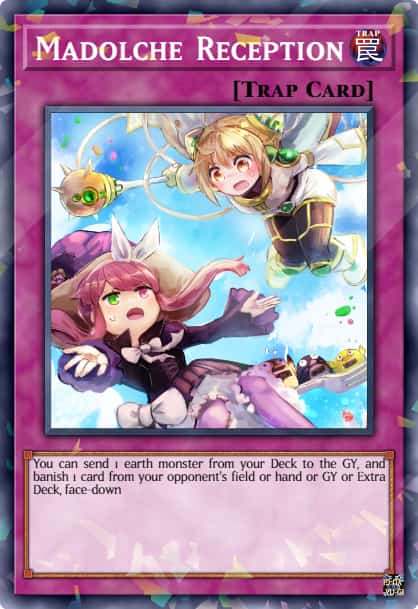 MADOLCHE RECEPTION
TRAP
罠
[TRAP CARD]
You can send 1 earth monster from your Deck to the GY, and
banish 1 card from your opponent's field or hand or GY or Extra
Deck, face-down